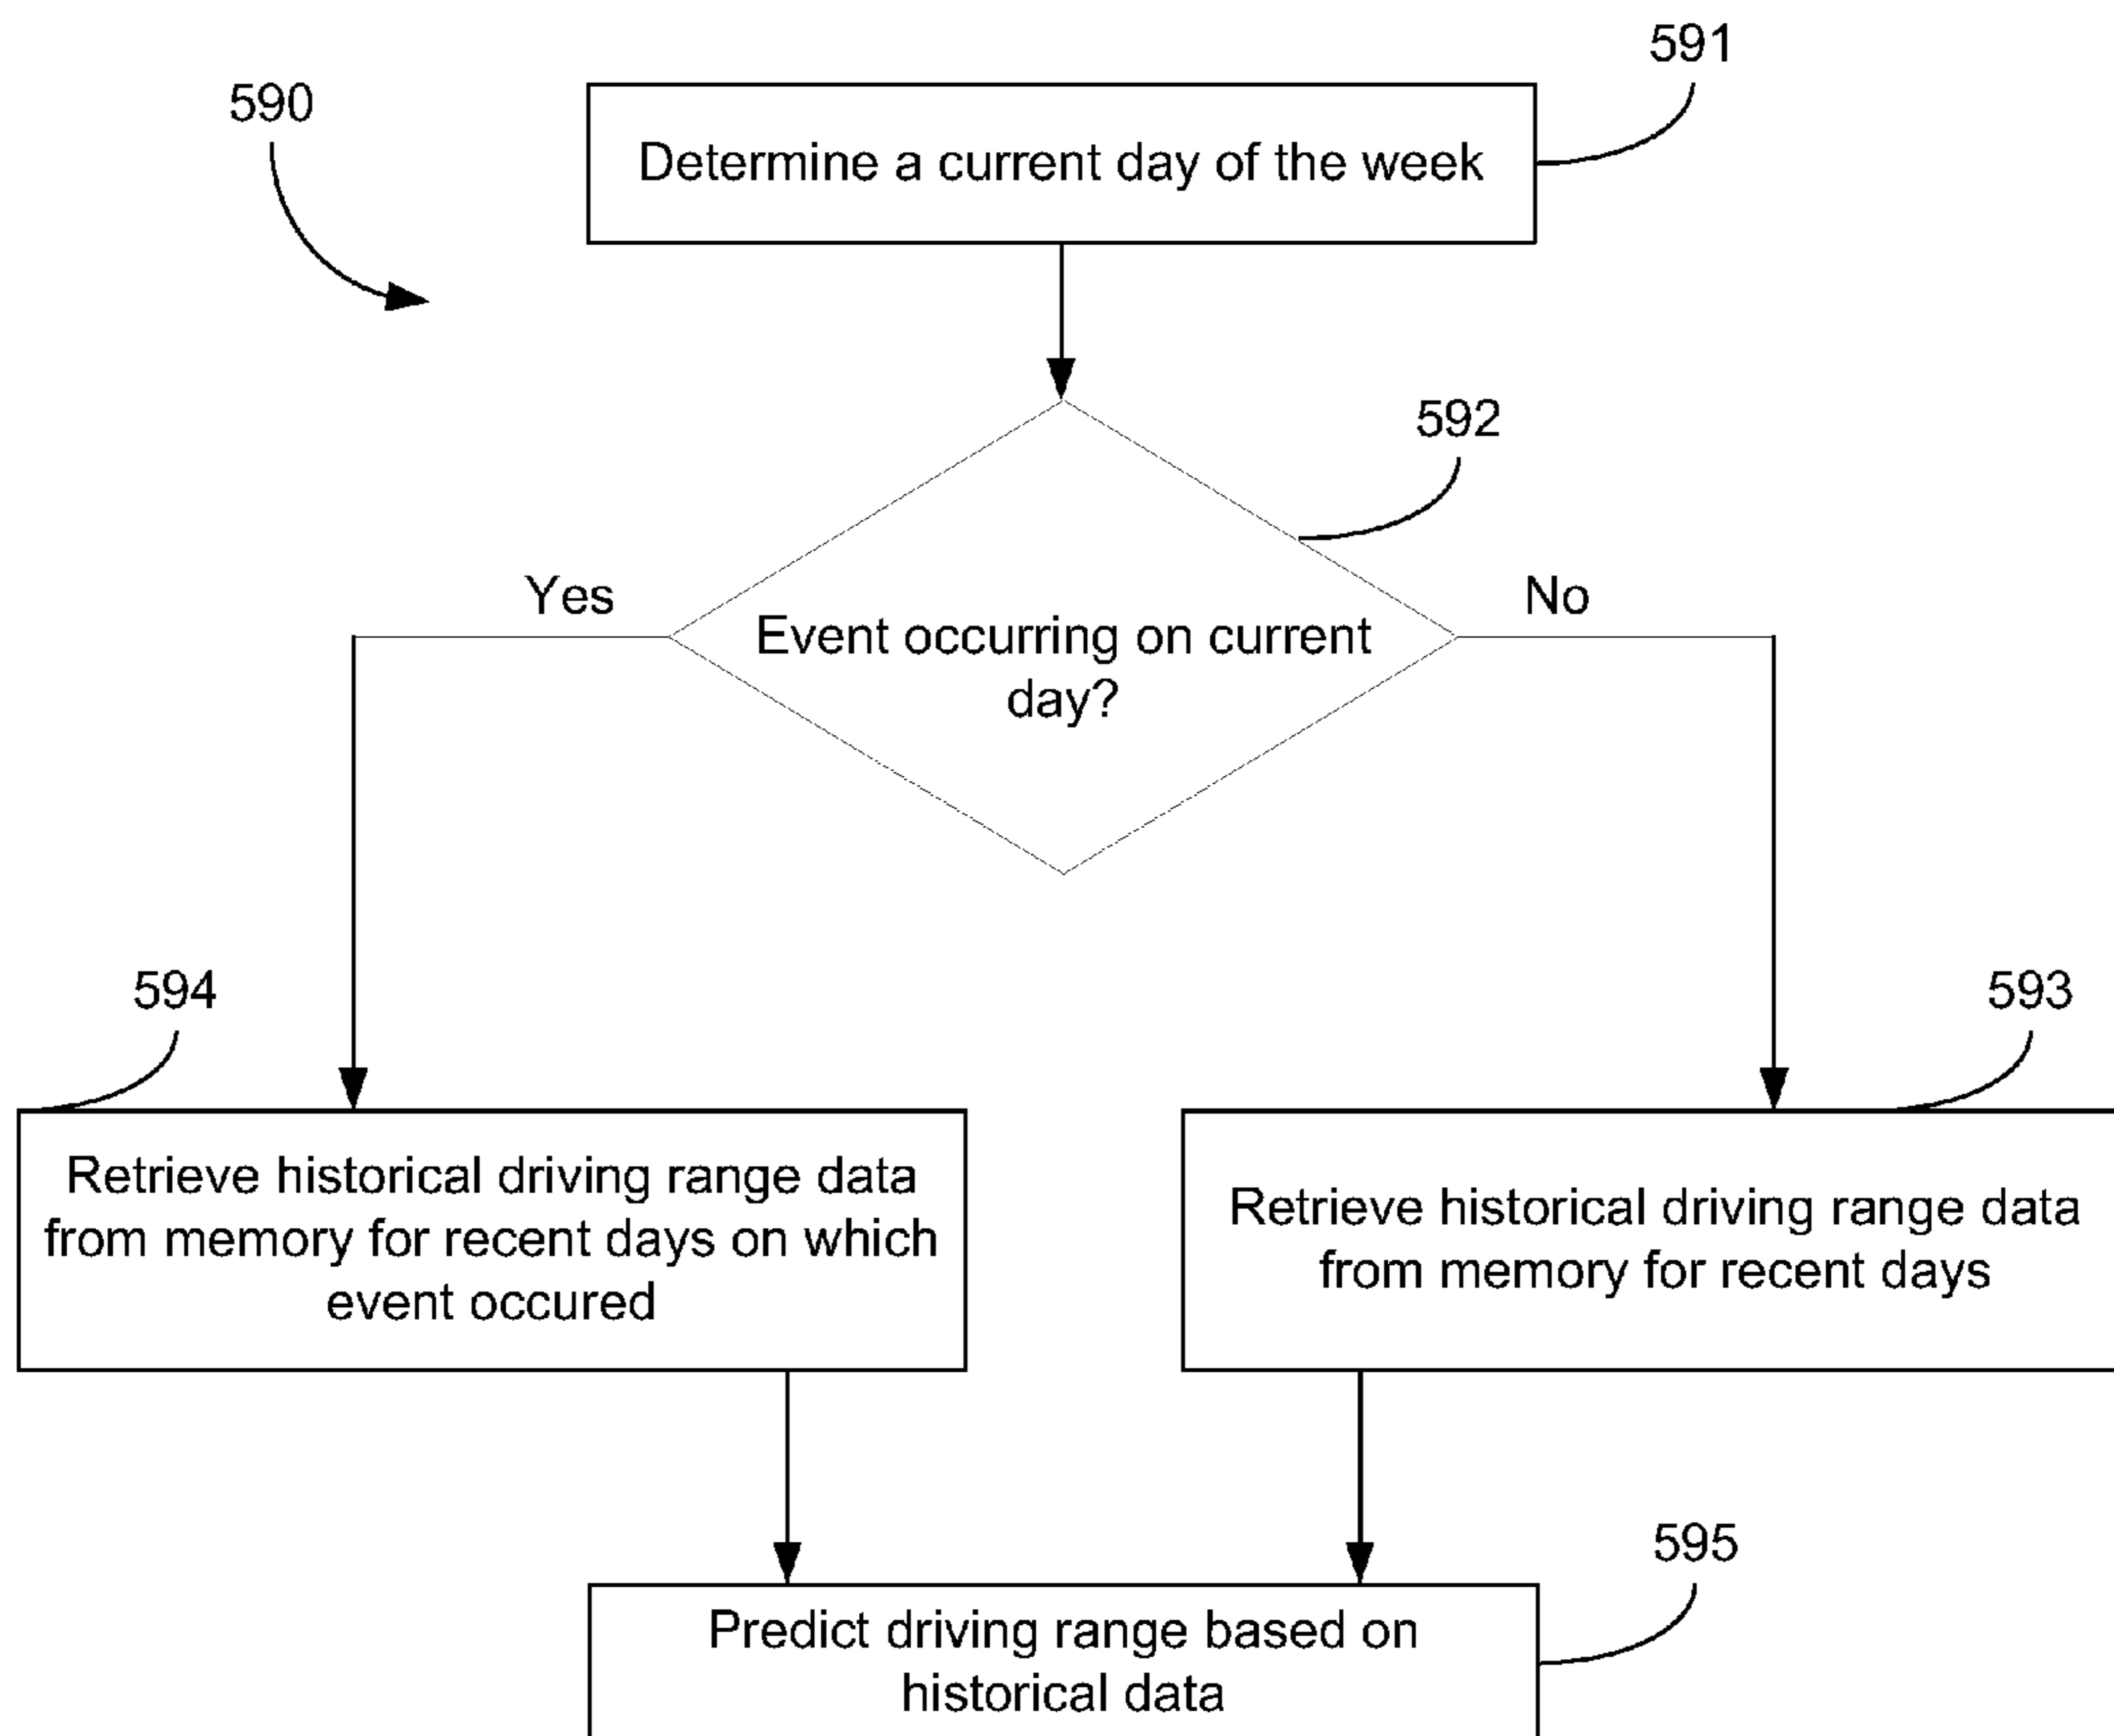 591
590
Determine a current day of the week
592
Yes
No
Event occurring on current
day?
594
593
Retrieve historical driving range data
from memory for recent days on which
event occured
Retrieve historical driving range data
from memory for recent days
595
Predict driving range based on
historical data